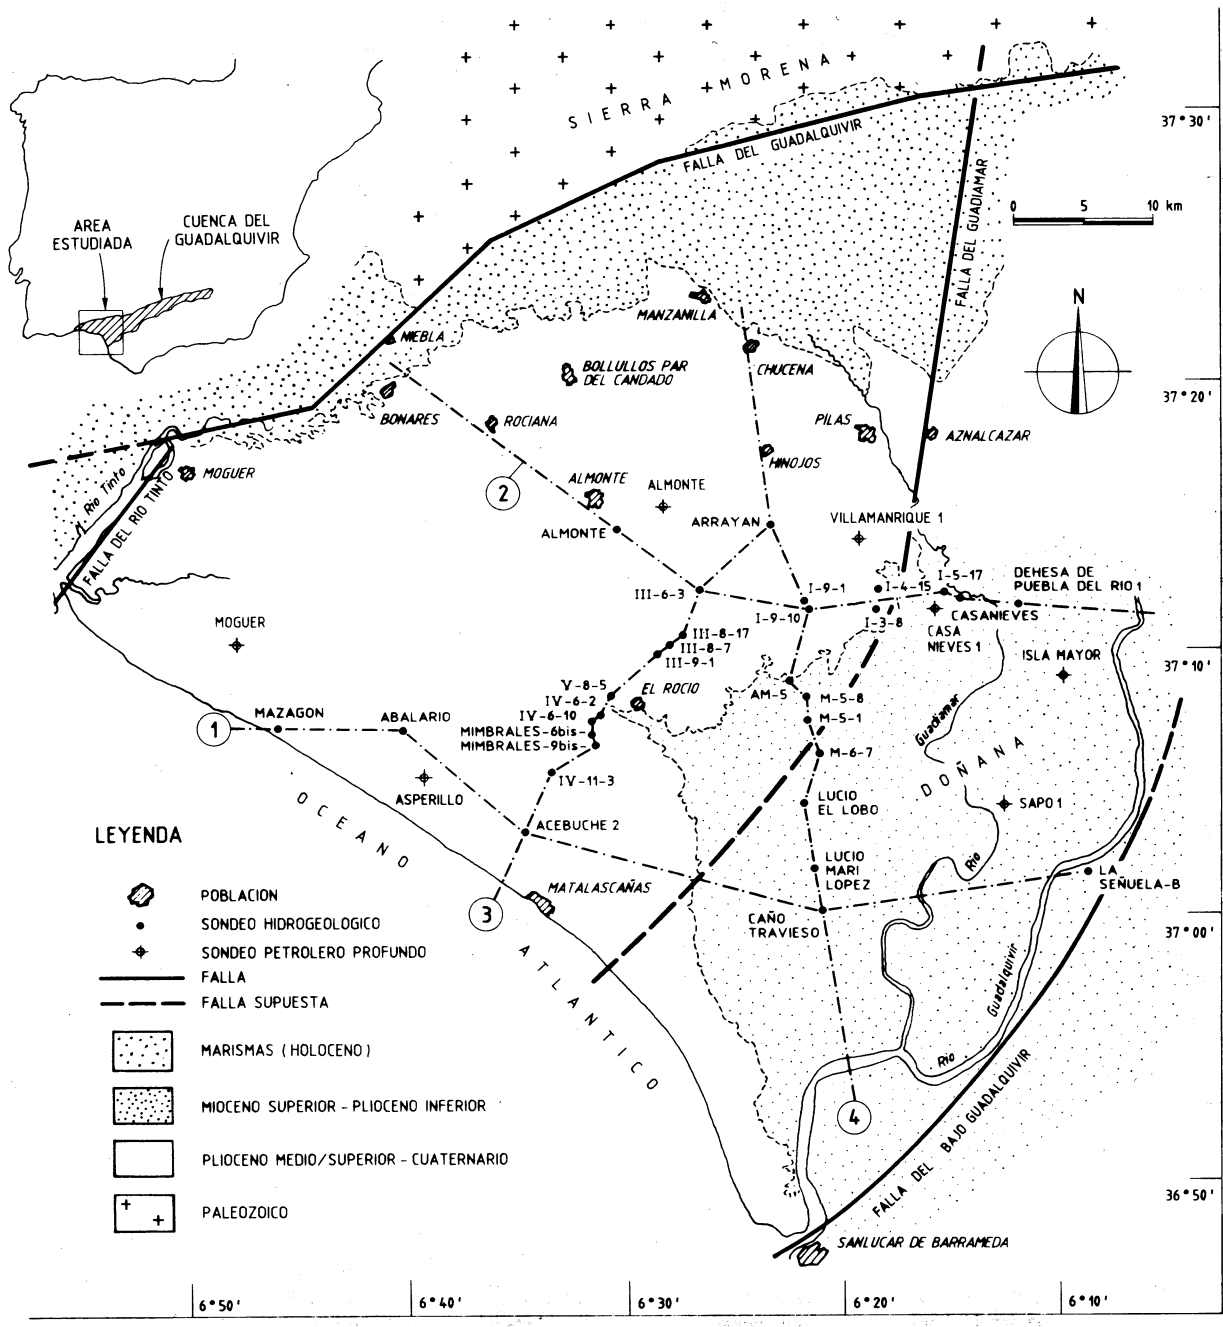 SIERRA MORENA
37°30'
FALLA DEL GUADALQUIVIR
FALLA DEL GUADIAMAR
0 5 10 km
AREA
ESTUDIADA
CUENCA DEL
GUADALQUIVIR
N
MANZANILLA
NIEBLA
CHUCENA
BOLLULLOS PAR
DEL CANDADO
37°20'
BONARES
ROCIANA
PILAS
AZNALCAZAR
HINOJOS
MOGUER
M. Rio Tinto
FALLA DEL RIO TINTO
2
ALMONTE
ALMONTE
ALMONTE
ARRAYAN
VILLAMANRIQUE 1
III-6-3
I-9-1
I-9-10
I-4-15
I-5-17
I-3-8
DEHESA DE
PUEBLA DEL RIO 1
CASANIEVES
CASA
NIEVES 1
MOGUER
III-8-17
III-8-7
III-9-1
ISLA MAYOR
37°10'
V-8-5
IV-6-2
IV-6-10
MIMBRALES-6bis
MIMBRALES-9bis
EL ROCIO
AM-5
M-5-8
M-5-1
M-6-7
Guadiamar
DOÑANA
1
MAZAGON
ABALARIO
IV-11-3
ASPERILLO
LUCIO
EL LOBO
SAPO 1
OCEANO
ATLANTICO
ACEBUCHE 2
LUCIO
MARI
LOPEZ
Rio
LA
SEÑUELA-B
MATALASCAÑAS
3
CAÑO
TRAVIESO
37°00'
Guadalquivir
Rio
4
FALLA DEL BAJO GUADALQUIVIR
36°50'
SANLUCAR DE BARRAMEDA
LEYENDA
POBLACION
SONDEO HIDROGEOLOGICO
SONDEO PETROLERO PROFUNDO
FALLA
FALLA SUPUESTA
MARISMAS (HOLOCENO)
MIOCENO SUPERIOR - PLIOCENO INFERIOR
PLIOCENO MEDIO/SUPERIOR - CUATERNARIO
PALEOZOICO
6°50' 6°40' 6°30' 6°20' 6°10'